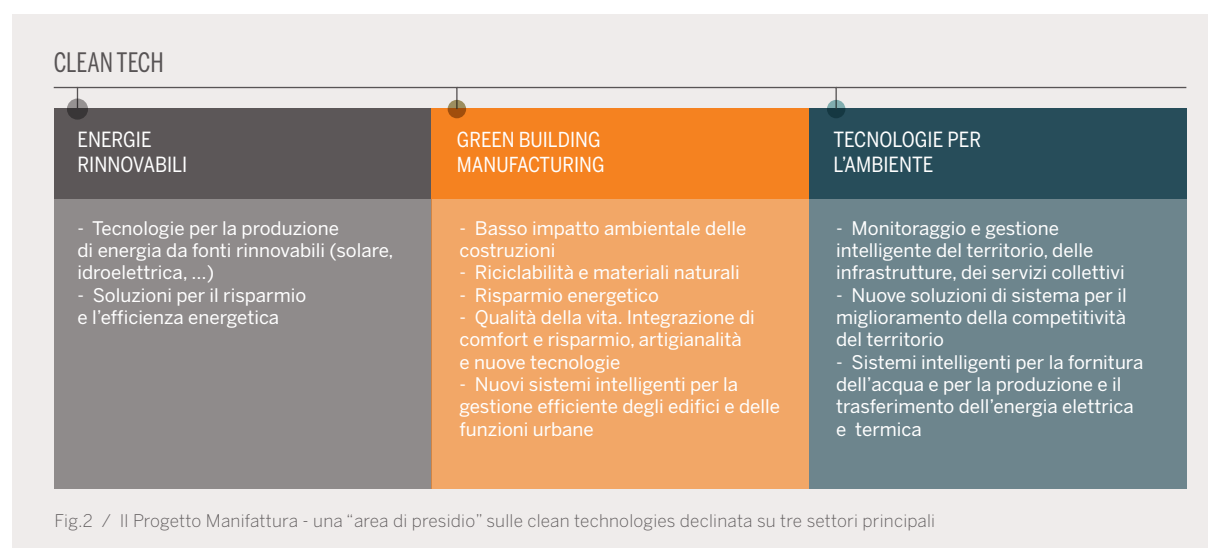 CLEAN TECH
ENERGIE
RINNOVABILI
- Tecnologie per la produzione
di energia da fonti rinnovabili (solare,
idroelettrica, ...)
- Soluzioni per il risparmio
e l'efficienza energetica
GREEN BUILDING
MANUFACTURING
- Basso impatto ambientale delle
costruzioni
- Riciclabilità e materiali naturali
- Risparmio energetico
- Qualità della vita. Integrazione di
comfort e risparmio, artigianalità
e nuove tecnologie
- Nuovi sistemi intelligenti per la
gestione efficiente degli edifici e delle
funzioni urbane
TECNOLOGIE PER
L'AMBIENTE
- Monitoraggio e gestione
intelligente del territorio, delle
infrastrutture, dei servizi collettivi
- Nuove soluzioni di sistema per il
miglioramento della competitività
del territorio
- Sistemi intelligenti per la fornitura
dell'acqua e per la produzione e il
trasferimento dell'energia elettrica
e termica
Fig.2 / Il Progetto Manifattura - una "area di presidio" sulle clean technologies declinata su tre settori principali